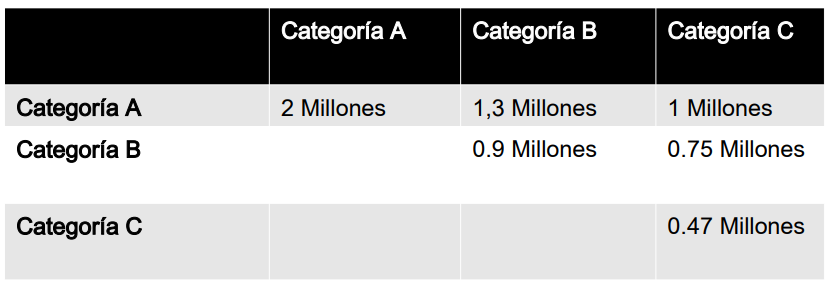 Categoría A Categoría B Categoría C
Categoría A 2 Millones 1,3 Millones 1 Millones
Categoría B 0.9 Millones 0.75 Millones
Categoría C 0.47 Millones